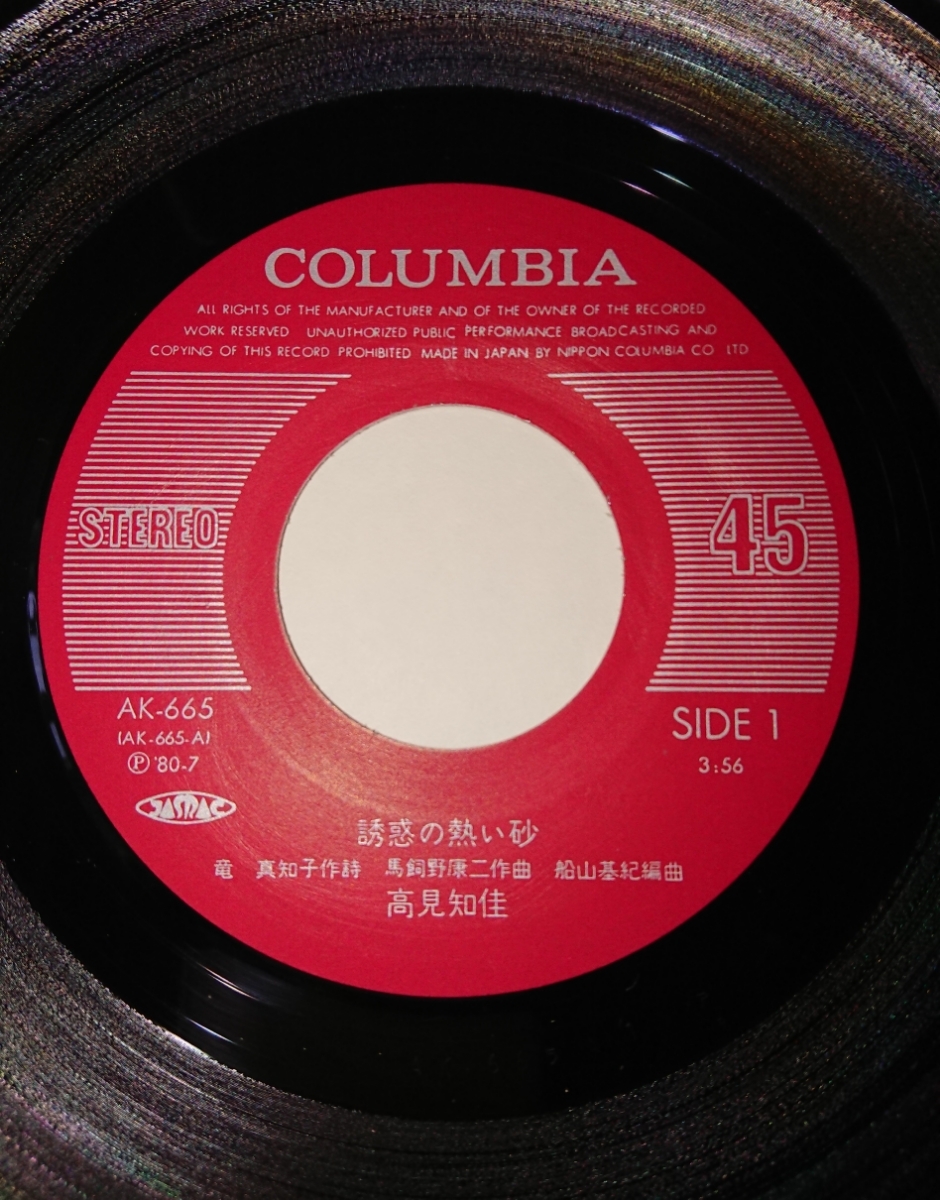 COLUMBIA
ALL RIGHTS OF THE MANUFACTURER AND OF THE OWNER OF THE RECORDED
WORK RESERVED UNAUTHORIZED PUBLIC PERFORMANCE BROADCASTING AND
COPYING OF THIS RECORD PROHIBITED MADE IN JAPAN BY NIPPON COLUMBIA CO LTD
STEREO
45
AK-665
(AK-665-A)
Ⓟ '80-7
JASRAC
SIDE 1
3:56
誘惑の熱い砂
竜 真知子作詩 馬飼野康二作曲 船山基紀編曲
高見知佳